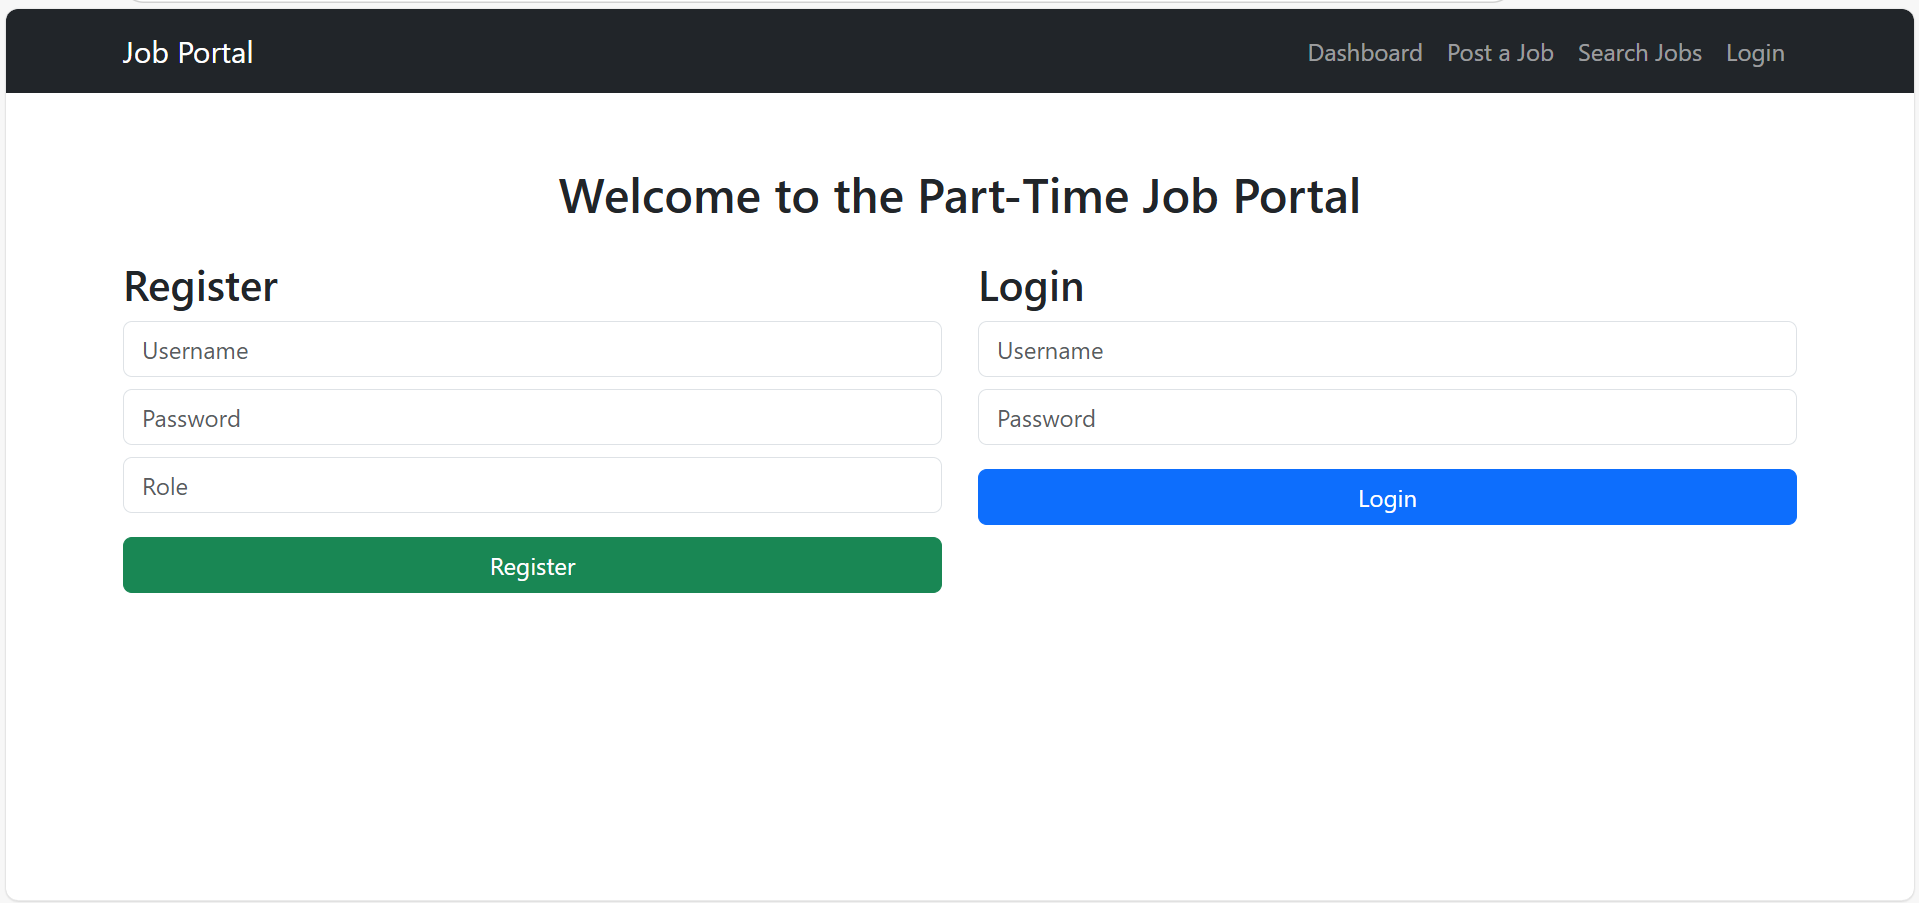 Job Portal
Dashboard Post a Job Search Jobs Login
Welcome to the Part-Time Job Portal
Register
Username
Password
Role
Register
Login
Username
Password
Login